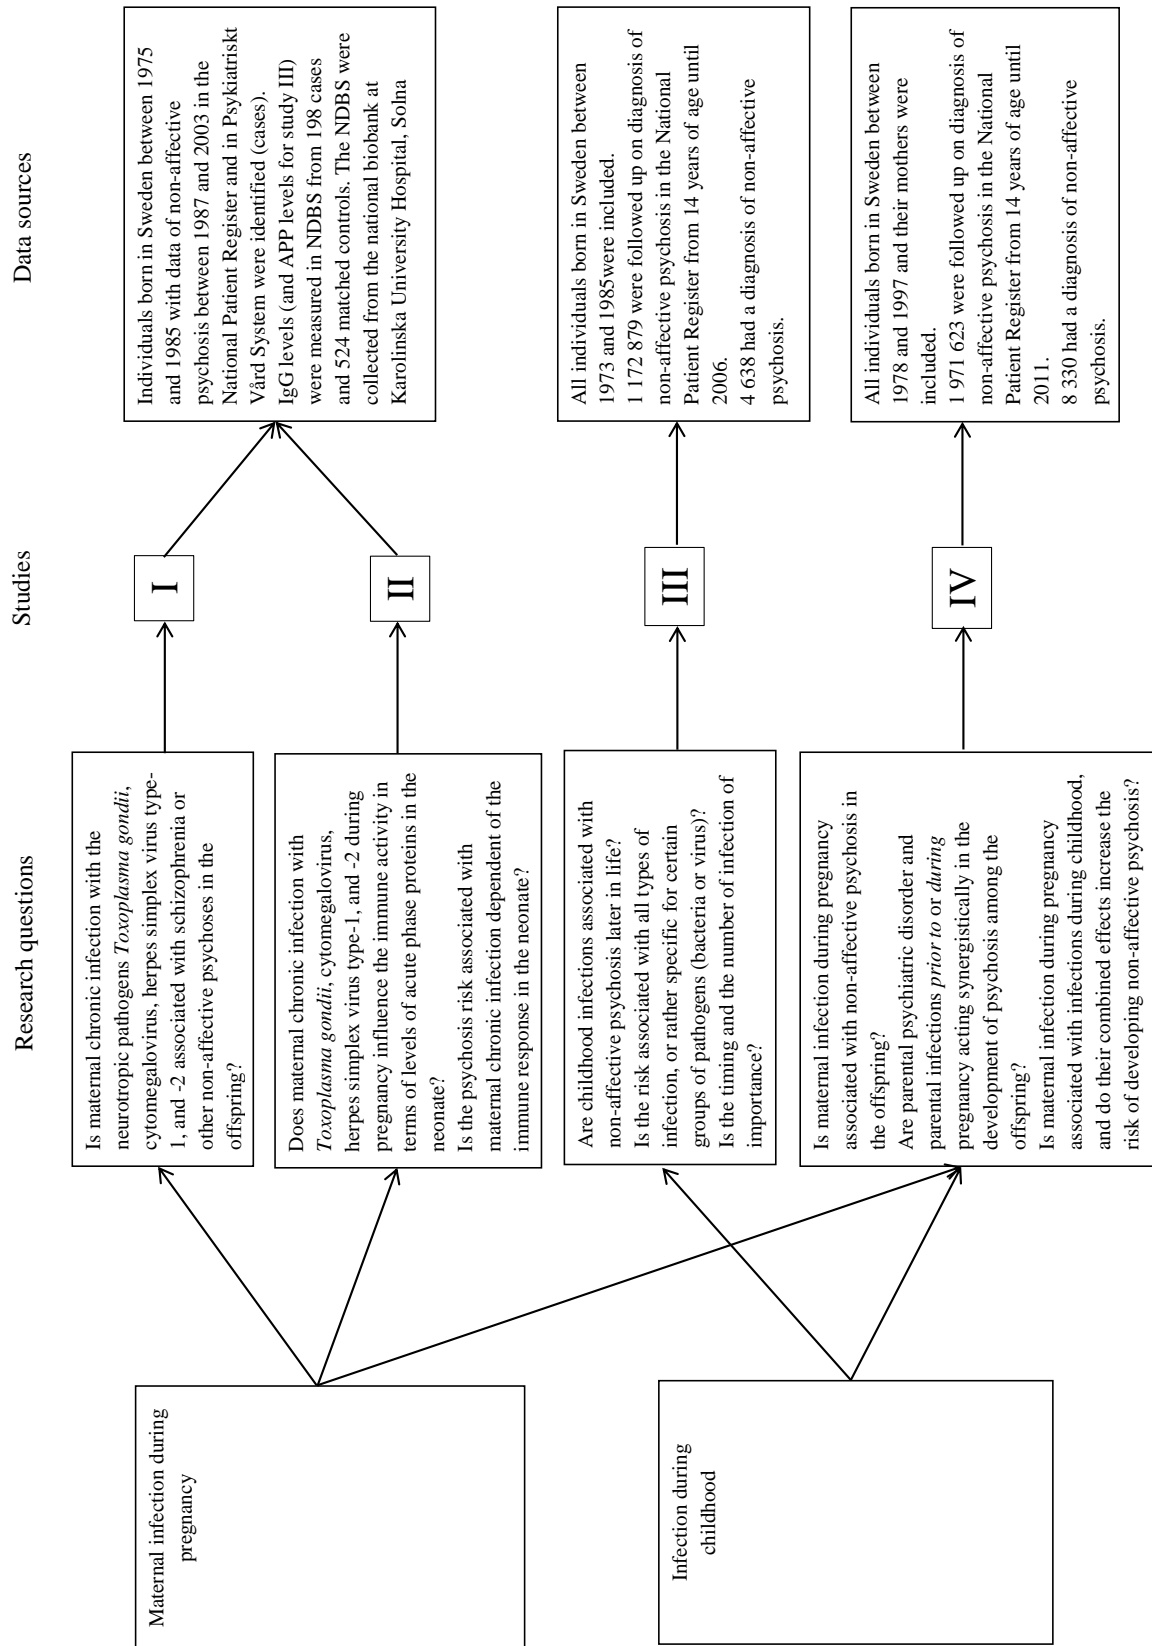 Research questions
Studies
Data sources
Maternal infection during
pregnancy
Infection during
childhood
Is maternal chronic infection with the
neurotropic pathogens Toxoplasma gondii,
cytomegalovirus, herpes simplex virus type-
1, and -2 associated with schizophrenia or
other non-affective psychoses in the
offspring?
Does maternal chronic infection with
Toxoplasma gondii, cytomegalovirus,
herpes simplex virus type-1, and -2 during
pregnancy influence the immune activity in
terms of levels of acute phase proteins in the
neonate?
Is the psychosis risk associated with
maternal chronic infection dependent of the
immune response in the neonate?
Are childhood infections associated with
non-affective psychosis later in life?
Is the risk associated with all types of
infection, or rather specific for certain
groups of pathogens (bacteria or virus)?
Is the timing and the number of infection of
importance?
Is maternal infection during pregnancy
associated with non-affective psychosis in
the offspring?
Are parental psychiatric disorder and
parental infections prior to or during
pregnancy acting synergistically in the
development of psychosis among the
offspring?
Is maternal infection during pregnancy
associated with infections during childhood,
and do their combined effects increase the
risk of developing non-affective psychosis?
I
II
III
IV
Individuals born in Sweden between 1975
and 1985 with data of non-affective
psychosis between 1987 and 2003 in the
National Patient Register and in Psykiatriskt
Vård System were identified (cases).
IgG levels (and APP levels for study III)
were measured in NDBS from 198 cases
and 524 matched controls. The NDBS were
collected from the national biobank at
Karolinska University Hospital, Solna
All individuals born in Sweden between
1973 and 1985were included.
1 172 879 were followed up on diagnosis of
non-affective psychosis in the National
Patient Register from 14 years of age until
2006.
4 638 had a diagnosis of non-affective
psychosis.
All individuals born in Sweden between
1978 and 1997 and their mothers were
included.
1 971 623 were followed up on diagnosis of
non-affective psychosis in the National
Patient Register from 14 years of age until
2011.
8 330 had a diagnosis of non-affective
psychosis.